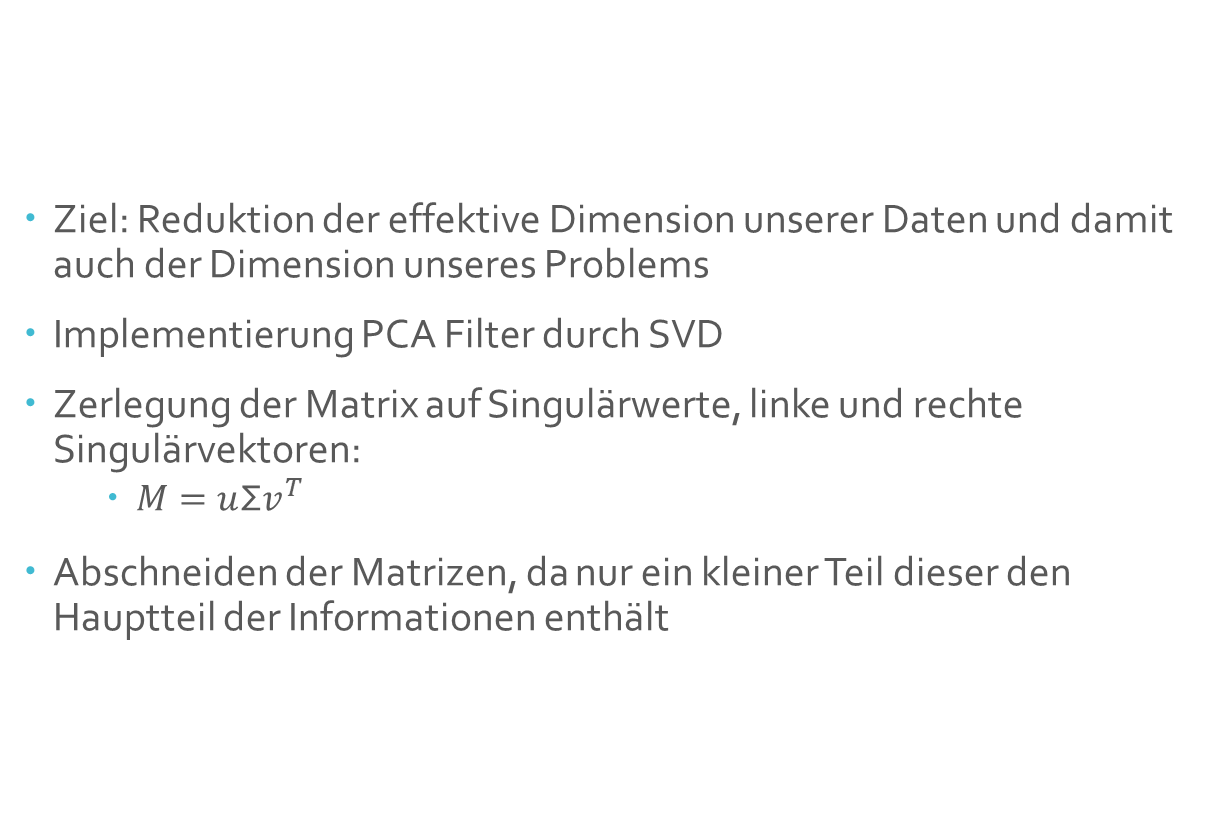 • Ziel: Reduktion der effektive Dimension unserer Daten und damit
auch der Dimension unseres Problems
• Implementierung PCA Filter durch SVD
• Zerlegung der Matrix auf Singulärwerte, linke und rechte
Singulärvektoren:
• M = uΣvᵀ
• Abschneiden der Matrizen, da nur ein kleiner Teil dieser den
Hauptteil der Informationen enthält